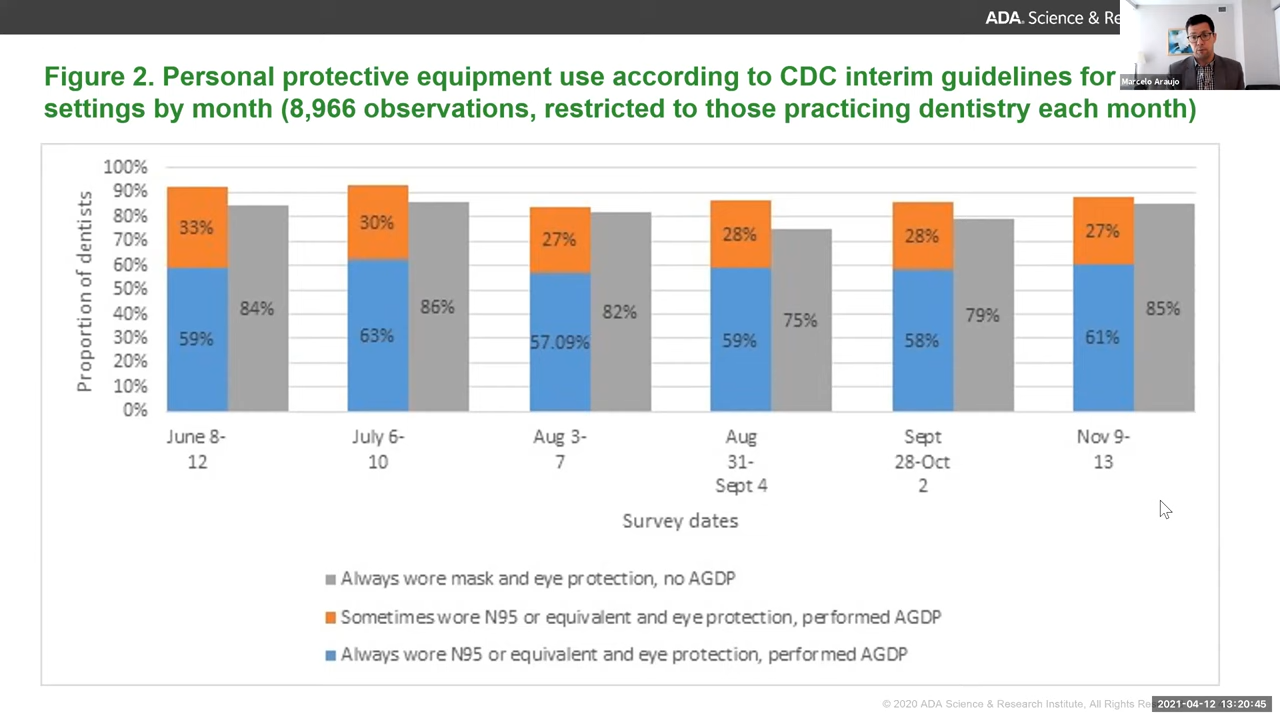 ADA. Science & Re
Marcelo Araujo
Figure 2. Personal protective equipment use according to CDC interim guidelines for
settings by month (8,966 observations, restricted to those practicing dentistry each month)
Proportion of dentists
100%
90%
80%
70%
60%
50%
40%
30%
20%
10%
0%
33%
59%
84%
30%
63%
86%
27%
57.09%
82%
28%
59%
75%
28%
58%
79%
27%
61%
85%
June 8-
12
July 6-
10
Aug 3-
7
Aug
31-
Sept 4
Sept
28-Oct
2
Nov 9-
13
Survey dates
Always wore mask and eye protection, no AGDP
Sometimes wore N95 or equivalent and eye protection, performed AGDP
Always wore N95 or equivalent and eye protection, performed AGDP
© 2020 ADA Science & Research Institute, All Rights Re
2021-04-12 13:20:45